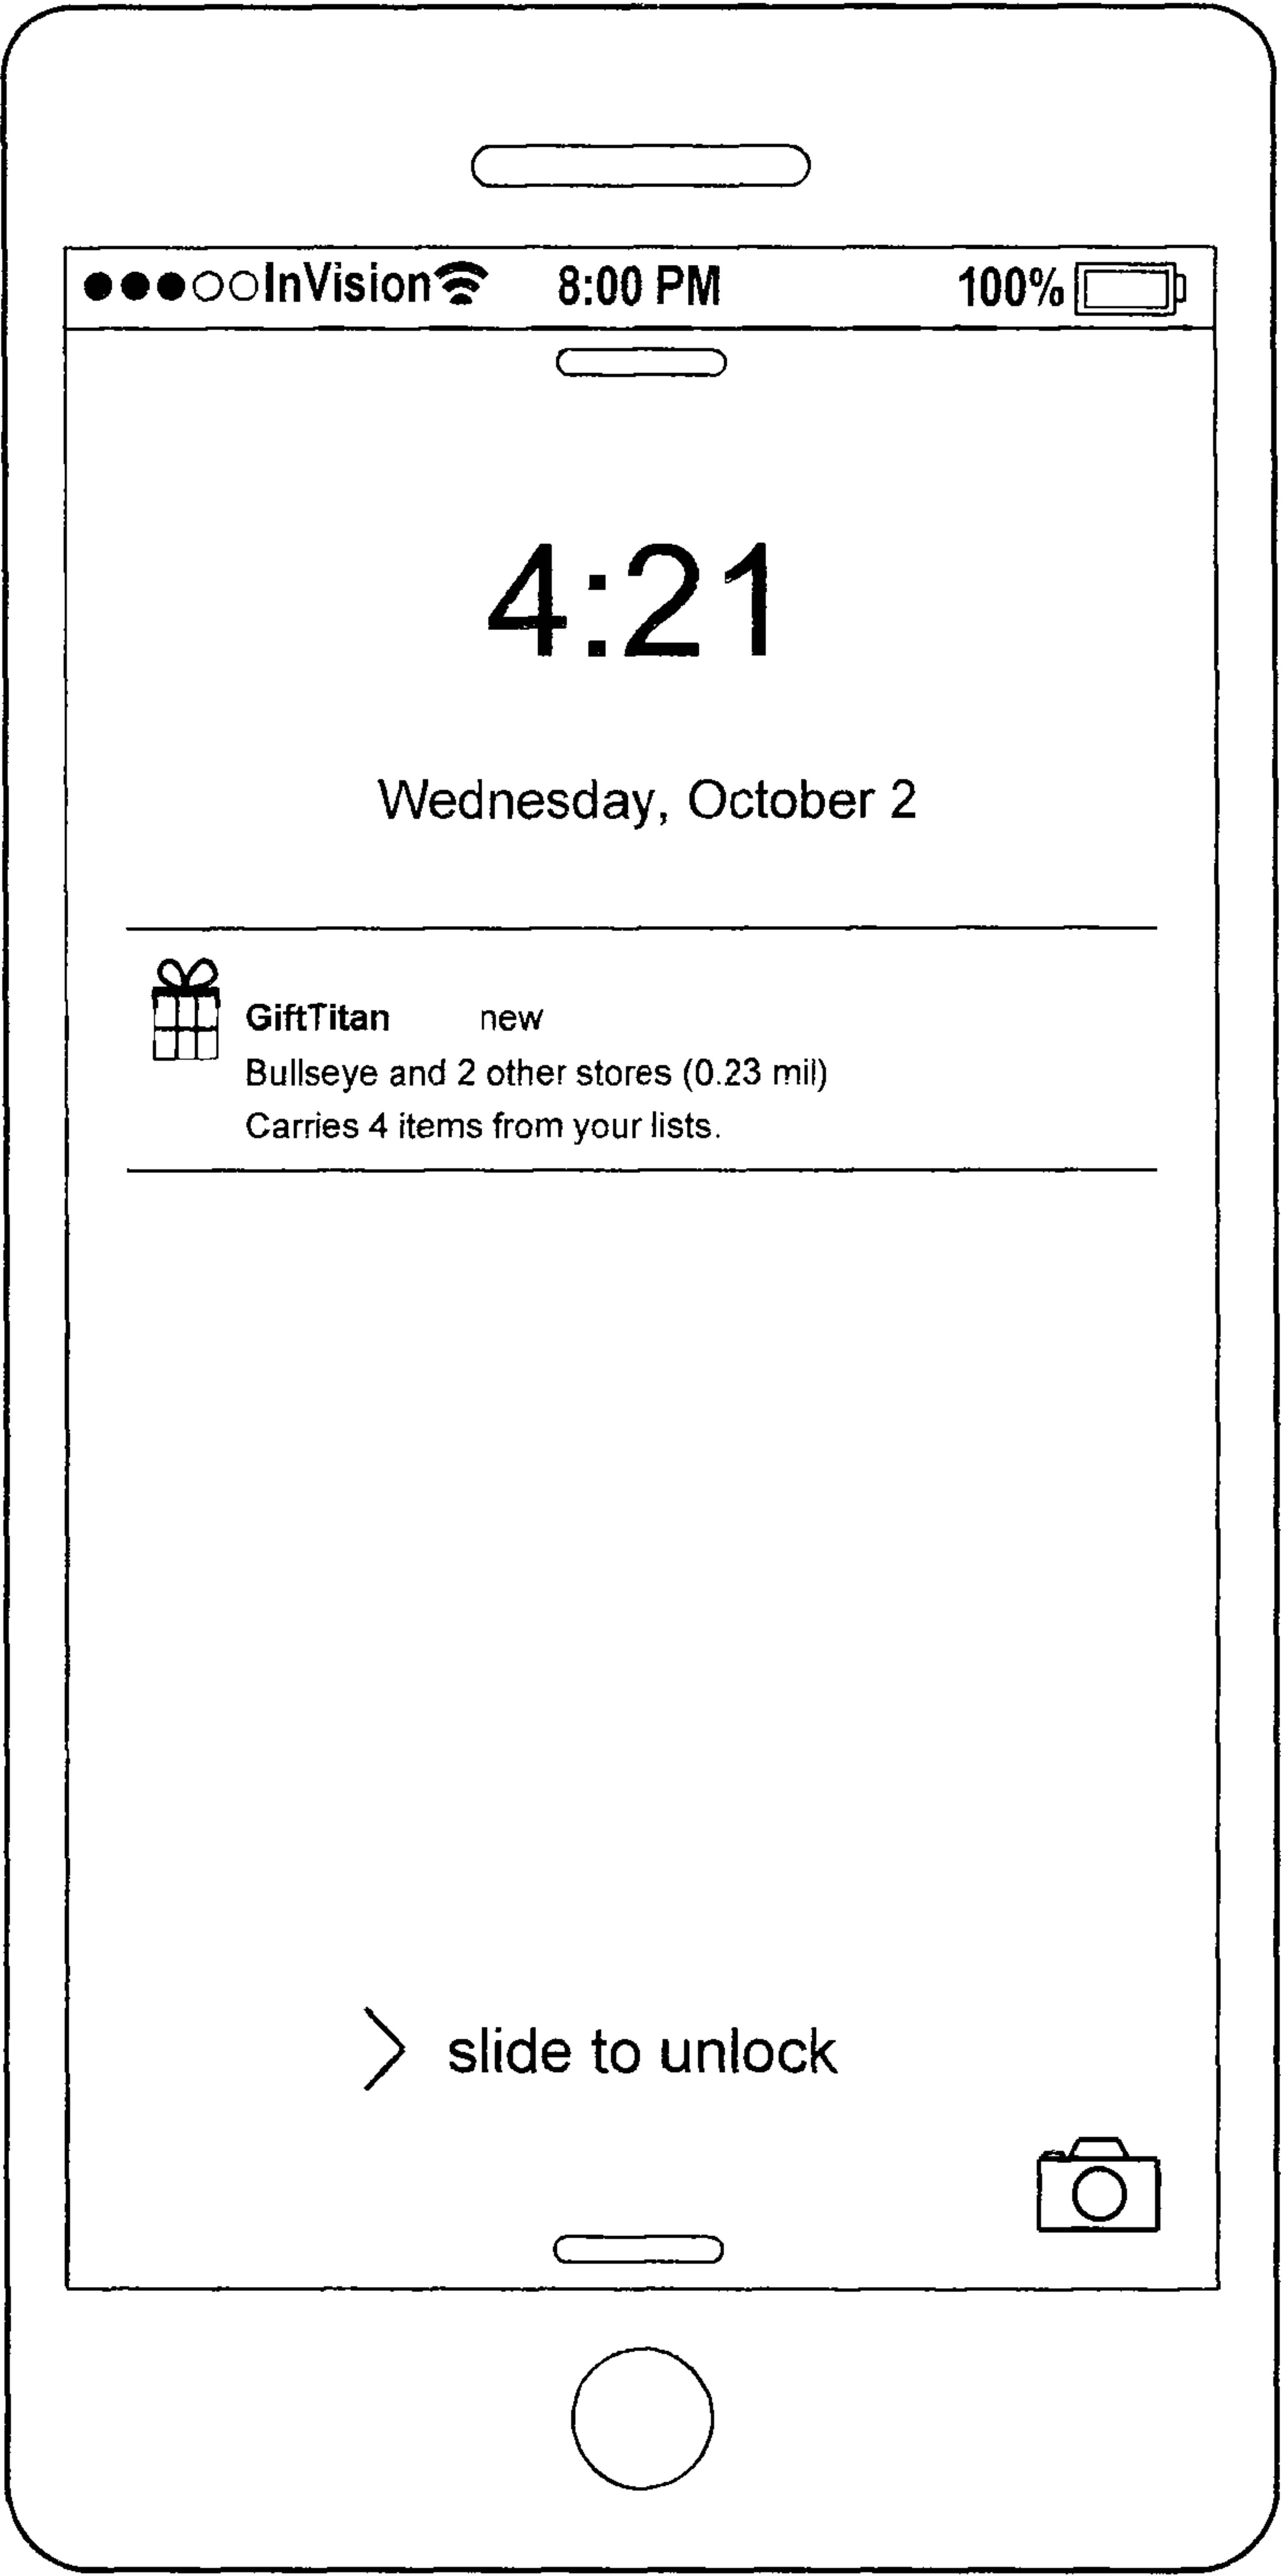 InVision 8:00 PM 100%
4:21
Wednesday, October 2
GiftTitan new
Bullseye and 2 other stores (0.23 mil)
Carries 4 items from your lists.
slide to unlock